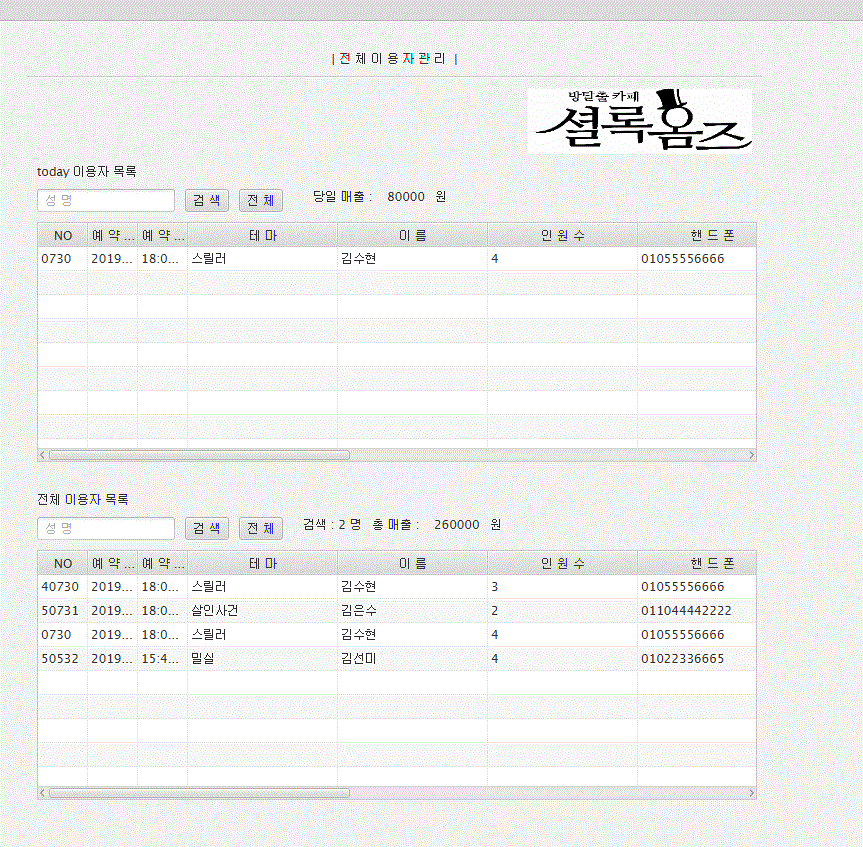 | 전 체 이 용 자 관 리 |
방탈출 카페
셜록홈즈
today 이용자 목록
성 명 검 색 전 체 당일 매출 : 80000 원
NO 예 약 ... 예 약 ... 테 마 이 름 인 원 수 핸 드 폰
0730 2019... 18:0... 스릴러 김수현 4 01055556666
전체 이용자 목록
성 명 검 색 전 체 검색 : 2 명 총 매출 : 260000 원
NO 예 약 ... 예 약 ... 테 마 이 름 인 원 수 핸 드 폰
40730 2019... 18:0... 스릴러 김수현 3 01055556666
50731 2019... 18:0... 살인사건 김은수 2 011044442222
0730 2019... 18:0... 스릴러 김수현 4 01055556666
50532 2019... 15:4... 밀실 김선미 4 01022336665